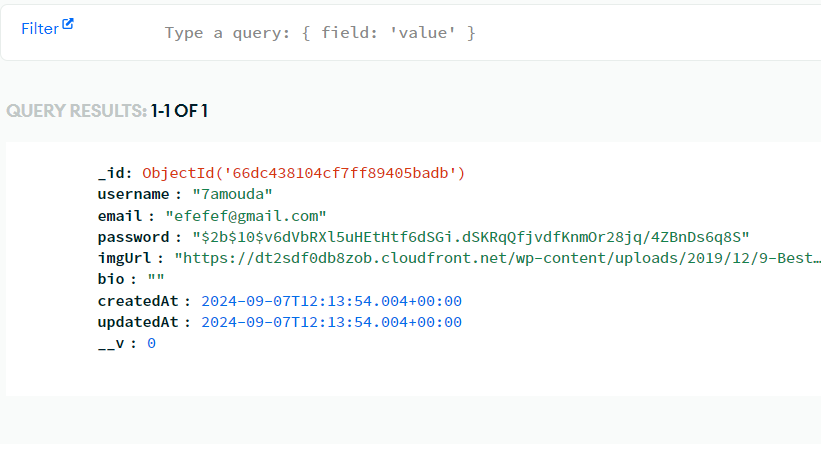 Filter
Type a query: { field: 'value' }
QUERY RESULTS: 1-1 OF 1
_id: ObjectId('66dc438104cf7ff89405badb')
username : "7amouda"
email : "efefef@gmail.com"
password : "$2b$10$v6dVbRXl5uHEtHtf6dSGi.dSKRqQfjvdfKnmOr28jq/4ZBnDs6q8S"
imgUrl : "https://dt2sdf0db8zob.cloudfront.net/wp-content/uploads/2019/12/9-Best…
bio : ""
createdAt : 2024-09-07T12:13:54.004+00:00
updatedAt : 2024-09-07T12:13:54.004+00:00
__v : 0